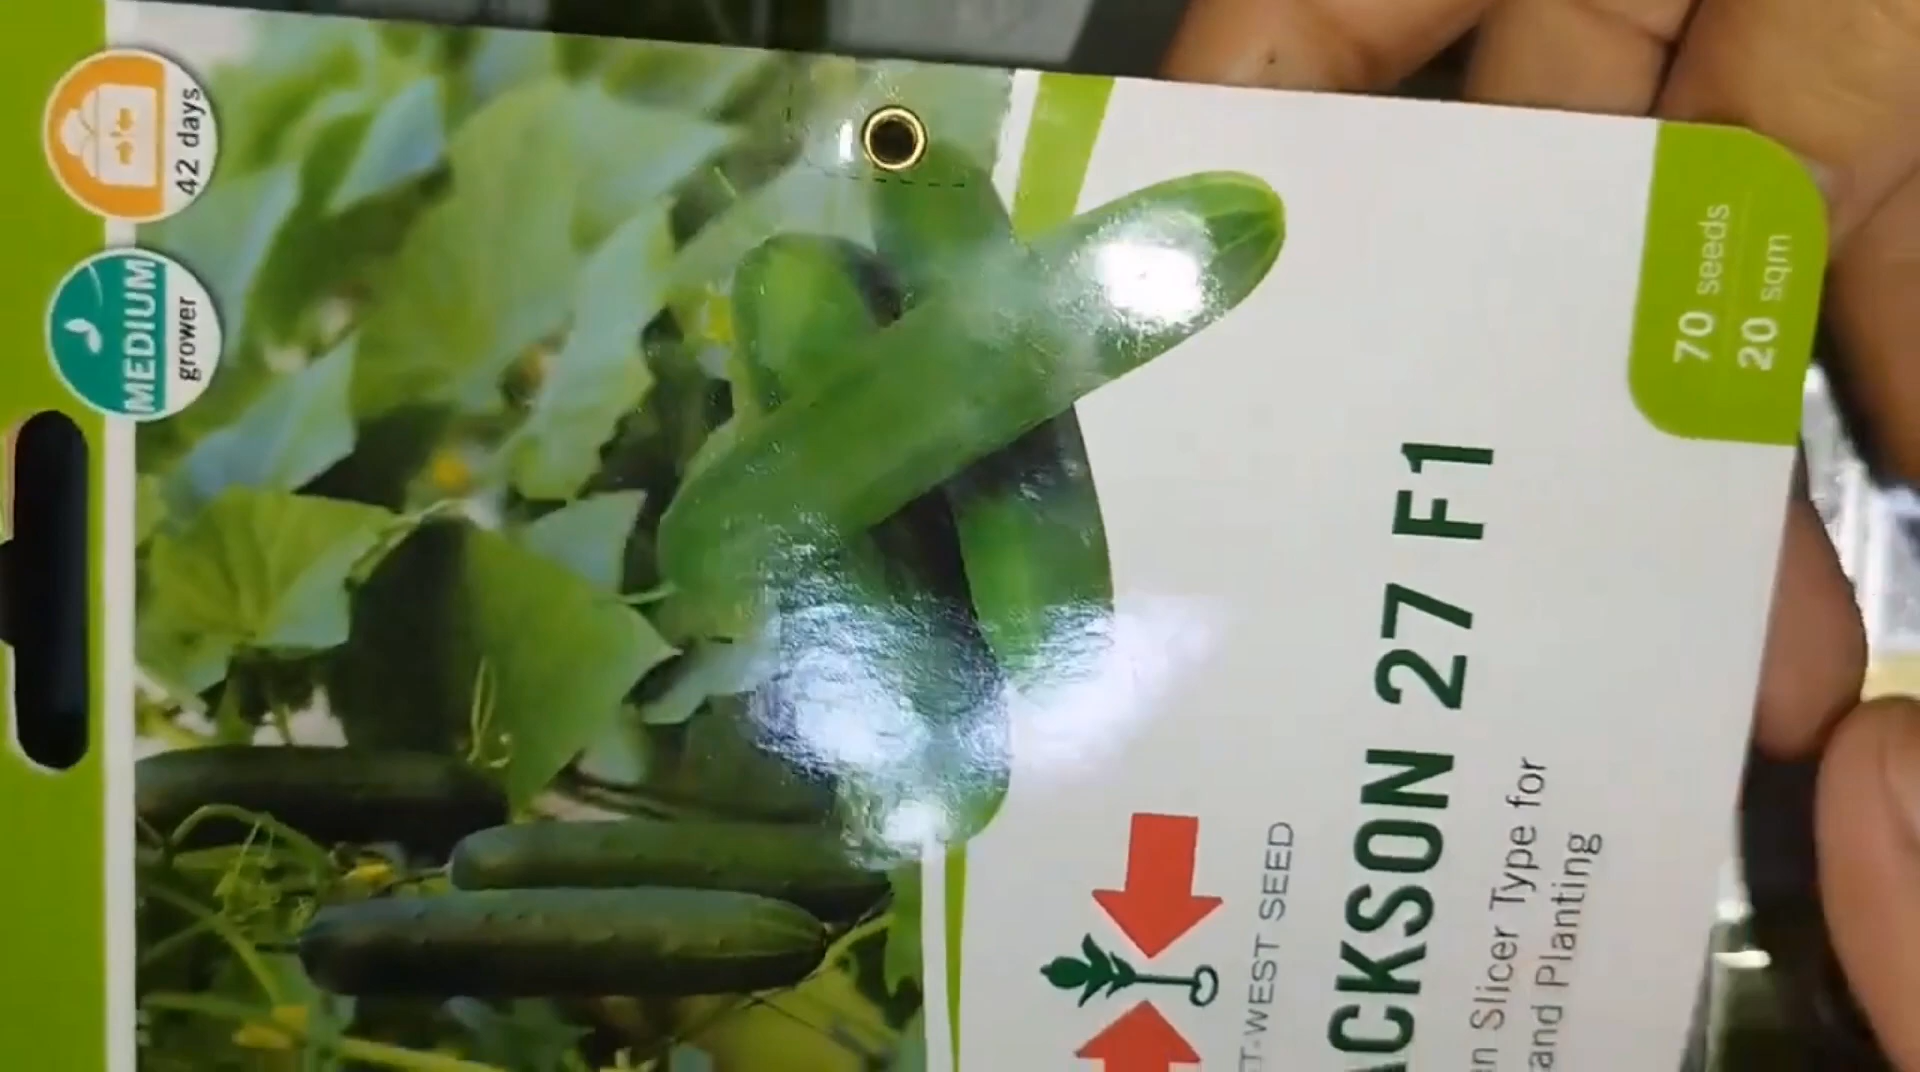 42 days
MEDIUM
grower
70 seeds
20 sqm
T-WEST SEED
ACKSON 27 F1
n Slicer Type for
and Planting